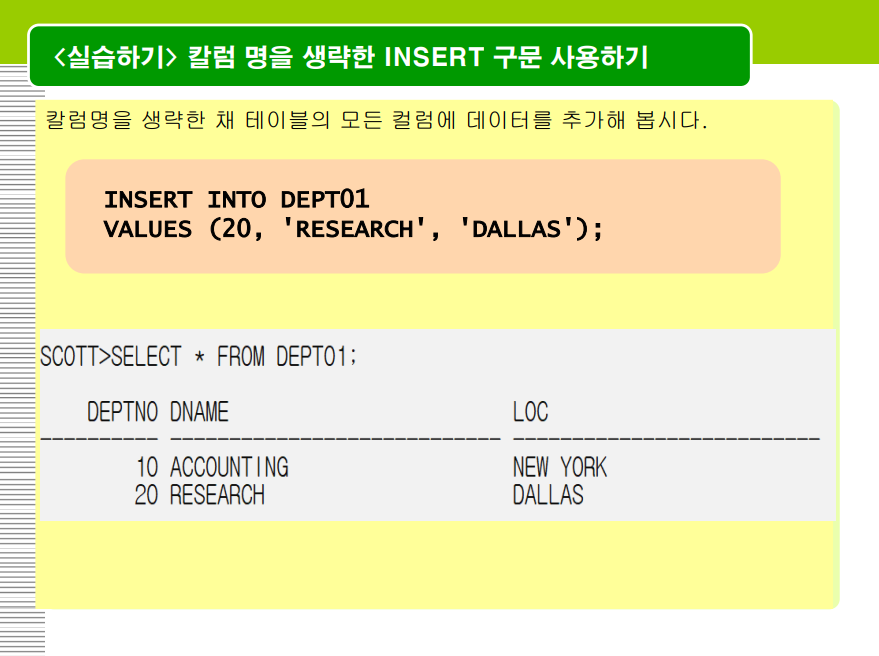 <실습하기> 칼럼 명을 생략한 INSERT 구문 사용하기
칼럼명을 생략한 채 테이블의 모든 컬럼에 데이터를 추가해 봅시다.
INSERT INTO DEPT01
VALUES (20, 'RESEARCH', 'DALLAS');
SCOTT>SELECT * FROM DEPT01;
DEPTNO DNAME LOC
---------- ---------------------------- --------------------------
10 ACCOUNTING NEW YORK
20 RESEARCH DALLAS